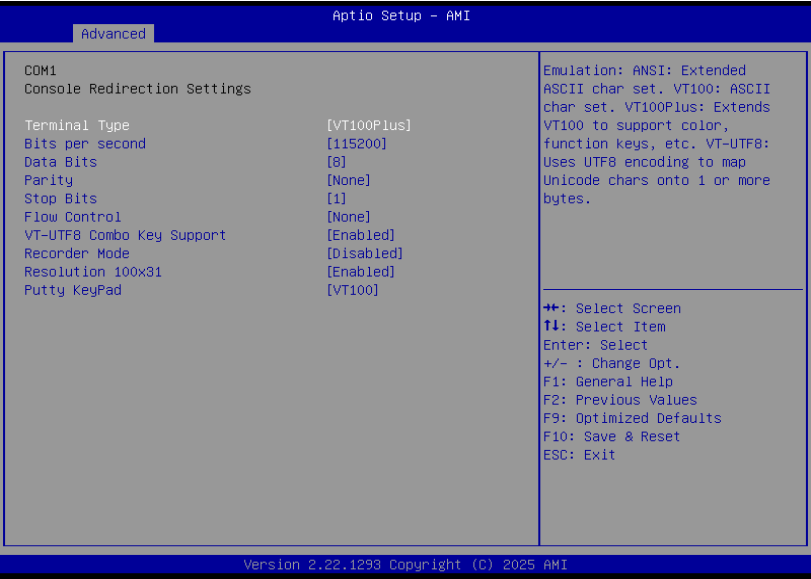 Aptio Setup – AMI
Advanced
COM1
Console Redirection Settings
Terminal Type [VT100Plus]
Bits per second [115200]
Data Bits [8]
Parity [None]
Stop Bits [1]
Flow Control [None]
VT-UTF8 Combo Key Support [Enabled]
Recorder Mode [Disabled]
Resolution 100x31 [Enabled]
Putty KeyPad [VT100]
Emulation: ANSI: Extended
ASCII char set. VT100: ASCII
char set. VT100Plus: Extends
VT100 to support color,
function keys, etc. VT-UTF8:
Uses UTF8 encoding to map
Unicode chars onto 1 or more
bytes.
→←: Select Screen
↑↓: Select Item
Enter: Select
+/- : Change Opt.
F1: General Help
F2: Previous Values
F9: Optimized Defaults
F10: Save & Reset
ESC: Exit
Version 2.22.1293 Copyright (C) 2025 AMI